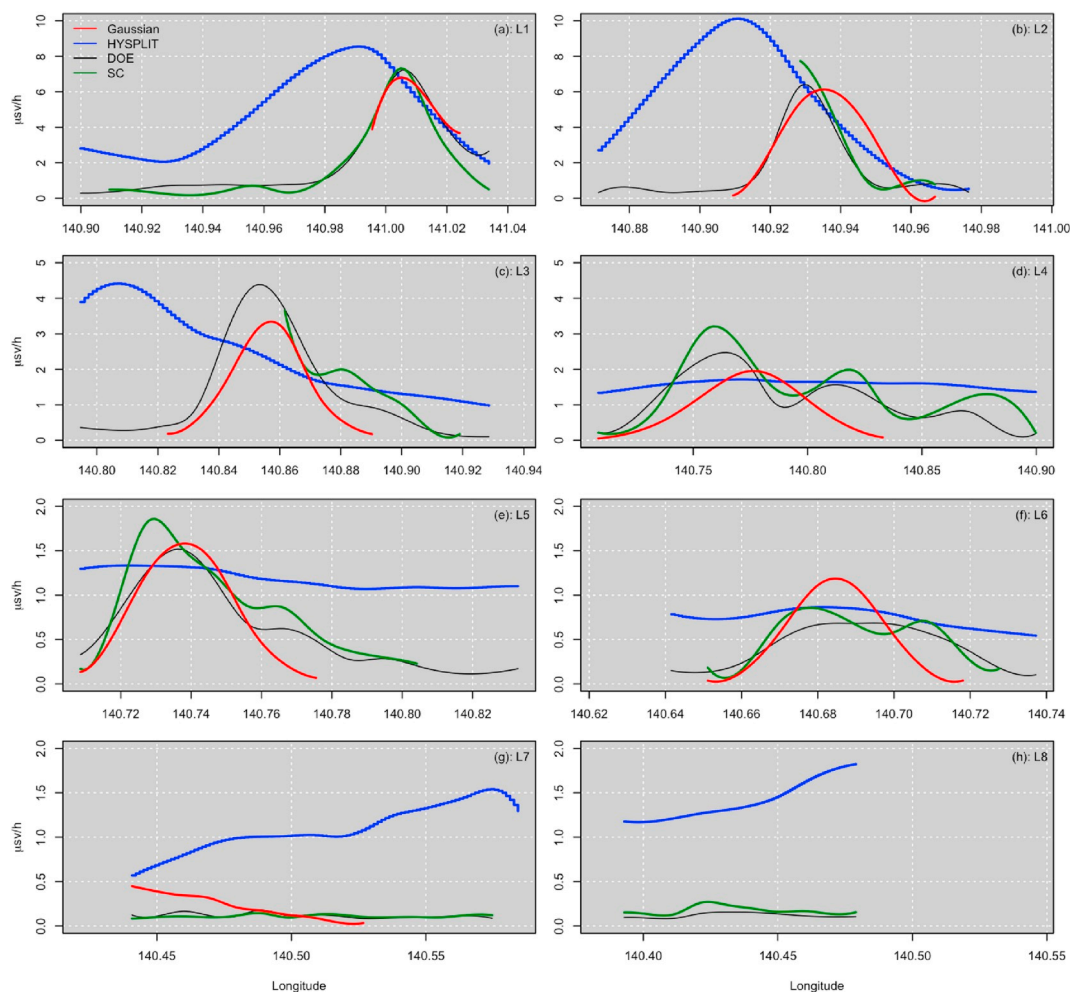 Gaussian
HYSPLIT
DOE
SC
(a): L1
10
8
6
4
2
0
μsv/h
140.90 140.92 140.94 140.96 140.98 141.00 141.02 141.04
(b): L2
10
8
6
4
2
0
140.88 140.90 140.92 140.94 140.96 140.98 141.00
(c): L3
5
4
3
2
1
0
μsv/h
140.80 140.82 140.84 140.86 140.88 140.90 140.92 140.94
(d): L4
5
4
3
2
1
0
140.75 140.80 140.85 140.90
(e): L5
2.0
1.5
1.0
0.5
0.0
μsv/h
140.72 140.74 140.76 140.78 140.80 140.82
(f): L6
2.0
1.5
1.0
0.5
0.0
140.62 140.64 140.66 140.68 140.70 140.72 140.74
(g): L7
2.0
1.5
1.0
0.5
0.0
μsv/h
140.45 140.50 140.55
Longitude
(h): L8
2.0
1.5
1.0
0.5
0.0
140.40 140.45 140.50 140.55
Longitude